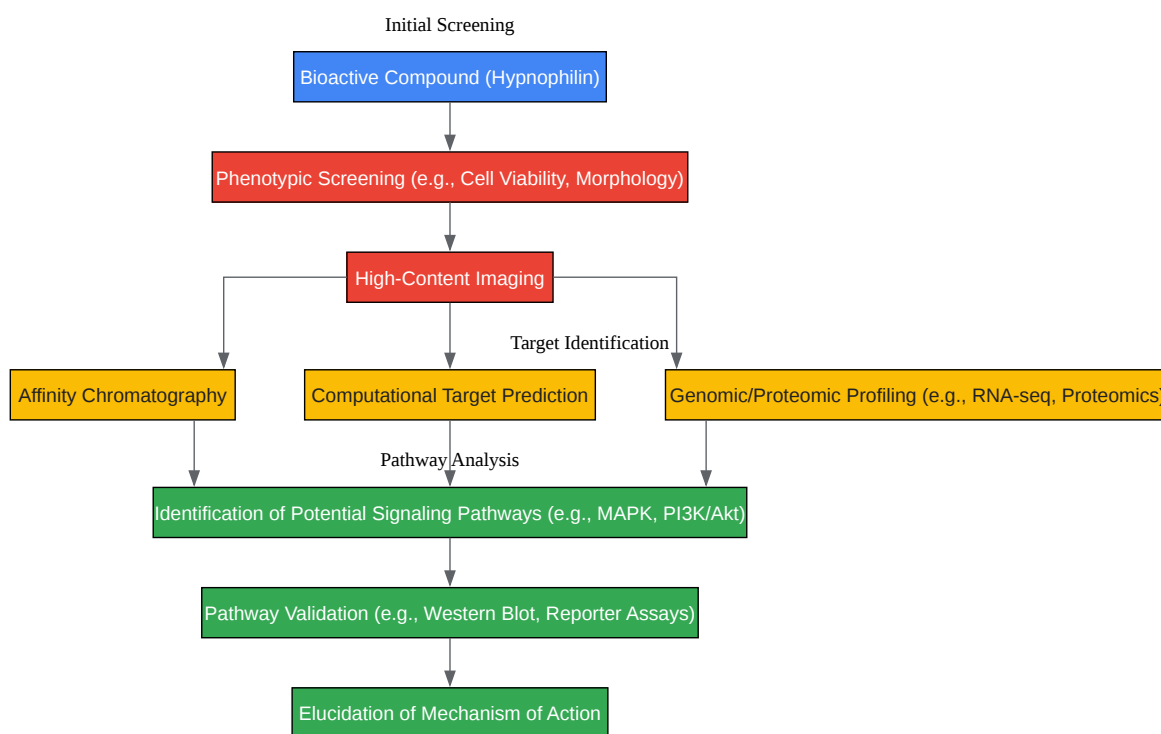 Initial Screening
Bioactive Compound (Hypnophilin)
Phenotypic Screening (e.g., Cell Viability, Morphology)
High-Content Imaging
Target Identification
Affinity Chromatography
Computational Target Prediction
Genomic/Proteomic Profiling (e.g., RNA-seq, Proteomics)
Pathway Analysis
Identification of Potential Signaling Pathways (e.g., MAPK, PI3K/Akt)
Pathway Validation (e.g., Western Blot, Reporter Assays)
Elucidation of Mechanism of Action